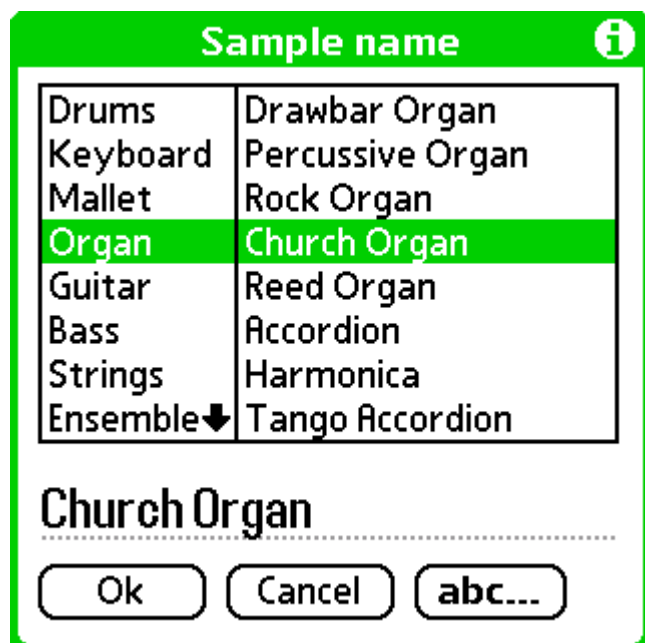 Sample name
Drums Drawbar Organ
Keyboard Percussive Organ
Mallet Rock Organ
Organ Church Organ
Guitar Reed Organ
Bass Accordion
Strings Harmonica
Ensemble Tango Accordion
Church Organ
Ok Cancel abc...